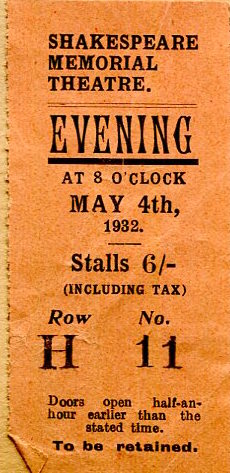 SHAKESPEARE
MEMORIAL
THEATRE.
EVENING
AT 8 O'CLOCK
MAY 4th,
1932.
Stalls 6/-
(INCLUDING TAX)
Row No.
H 11
Doors open half-an-
hour earlier than the
stated time.
To be retained.